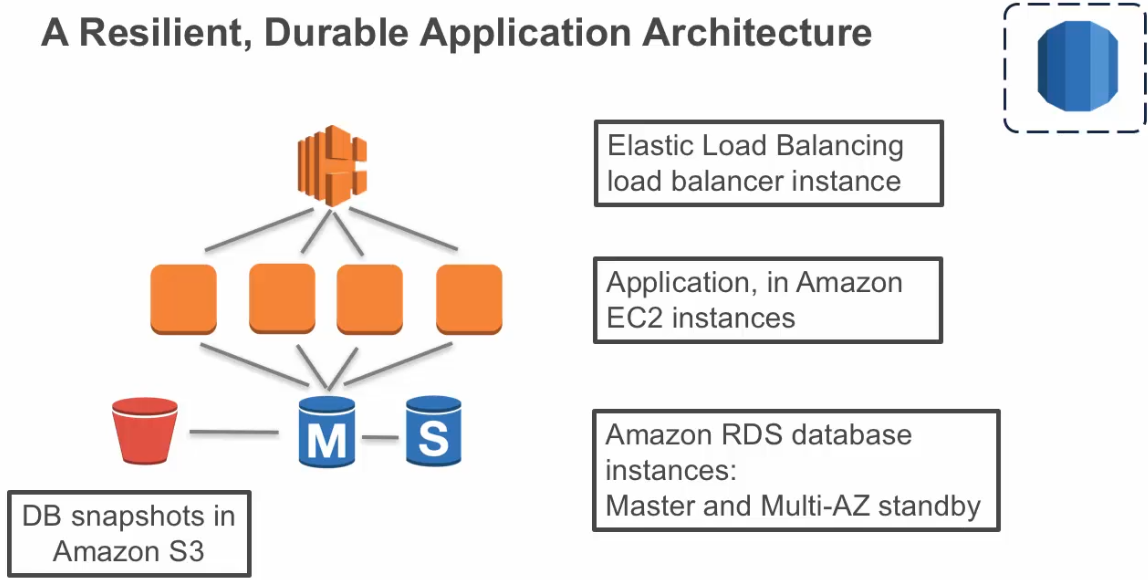 A Resilient, Durable Application Architecture
Elastic Load Balancing
load balancer instance
Application, in Amazon
EC2 instances
M
S
Amazon RDS database
instances:
Master and Multi-AZ standby
DB snapshots in
Amazon S3